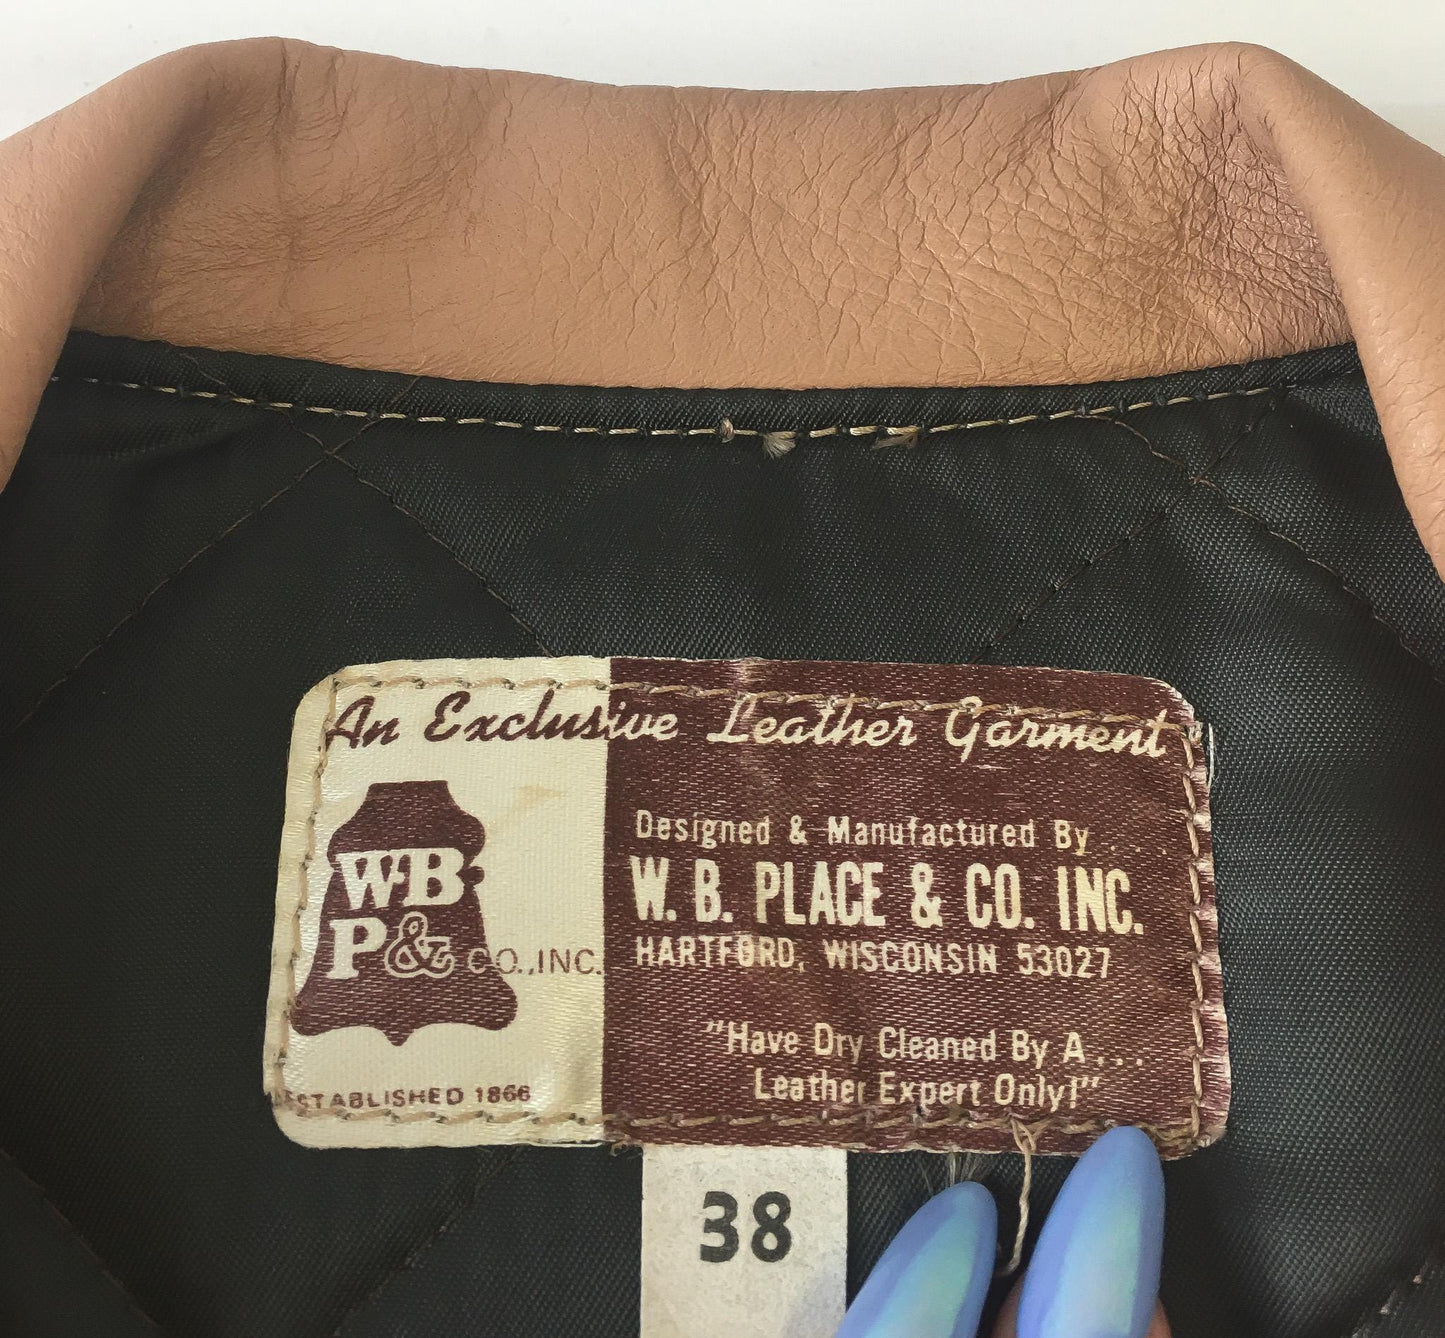 An Exclusive Leather Garment
W-B
P& CO., INC.
ESTABLISHED 1866
Designed & Manufactured By ....
W. B. PLACE & CO. INC.
HARTFORD, WISCONSIN 53027
"Have Dry Cleaned By A ...
Leather Expert Only!"
38